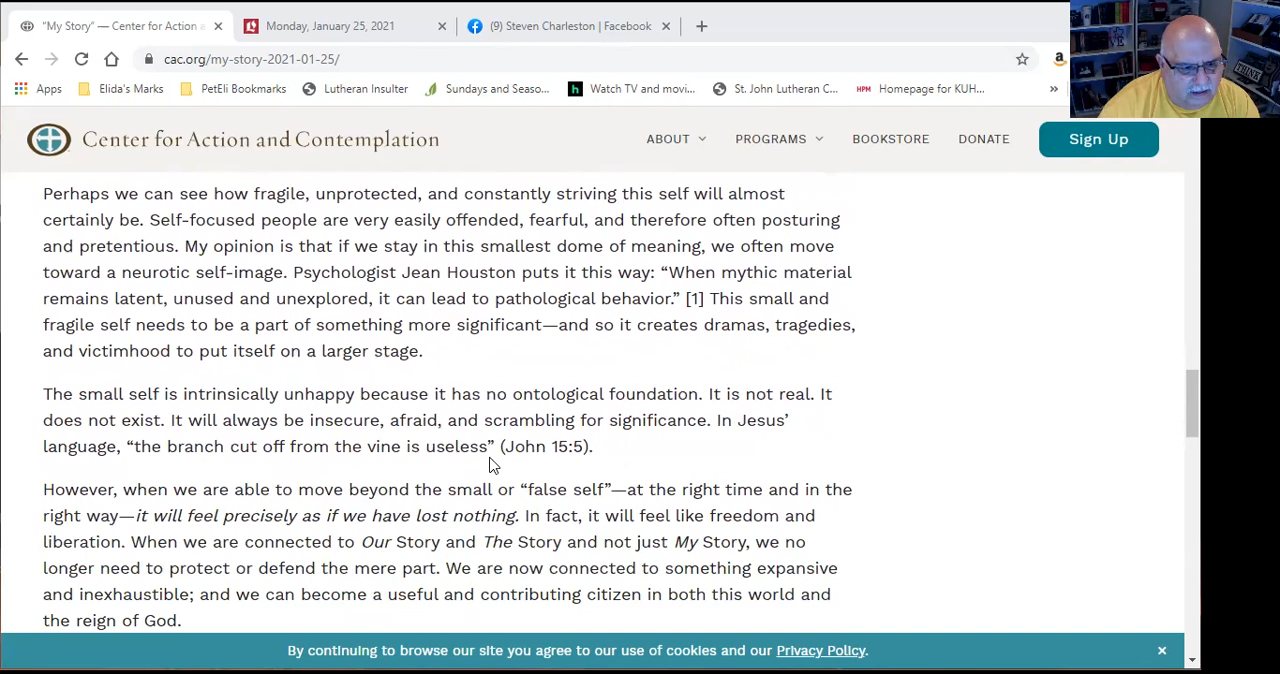 "My Story" — Center for Action a
Monday, January 25, 2021
(9) Steven Charleston | Facebook
cac.org/my-story-2021-01-25/
Apps
Elida's Marks
PetEli Bookmarks
Lutheran Insulter
Sundays and Seaso...
h
Watch TV and movi...
St. John Lutheran C...
HPM
Homepage for KUH...
»
THINK
Center for Action and Contemplation
ABOUT
PROGRAMS
BOOKSTORE
DONATE
Sign Up
Perhaps we can see how fragile, unprotected, and constantly striving this self will almost
certainly be. Self-focused people are very easily offended, fearful, and therefore often posturing
and pretentious. My opinion is that if we stay in this smallest dome of meaning, we often move
toward a neurotic self-image. Psychologist Jean Houston puts it this way: “When mythic material
remains latent, unused and unexplored, it can lead to pathological behavior.” [1] This small and
fragile self needs to be a part of something more significant—and so it creates dramas, tragedies,
and victimhood to put itself on a larger stage.
The small self is intrinsically unhappy because it has no ontological foundation. It is not real. It
does not exist. It will always be insecure, afraid, and scrambling for significance. In Jesus’
language, “the branch cut off from the vine is useless” (John 15:5).
However, when we are able to move beyond the small or “false self”—at the right time and in the
right way—it will feel precisely as if we have lost nothing. In fact, it will feel like freedom and
liberation. When we are connected to Our Story and The Story and not just My Story, we no
longer need to protect or defend the mere part. We are now connected to something expansive
and inexhaustible; and we can become a useful and contributing citizen in both this world and
the reign of God.
By continuing to browse our site you agree to our use of cookies and our Privacy Policy.